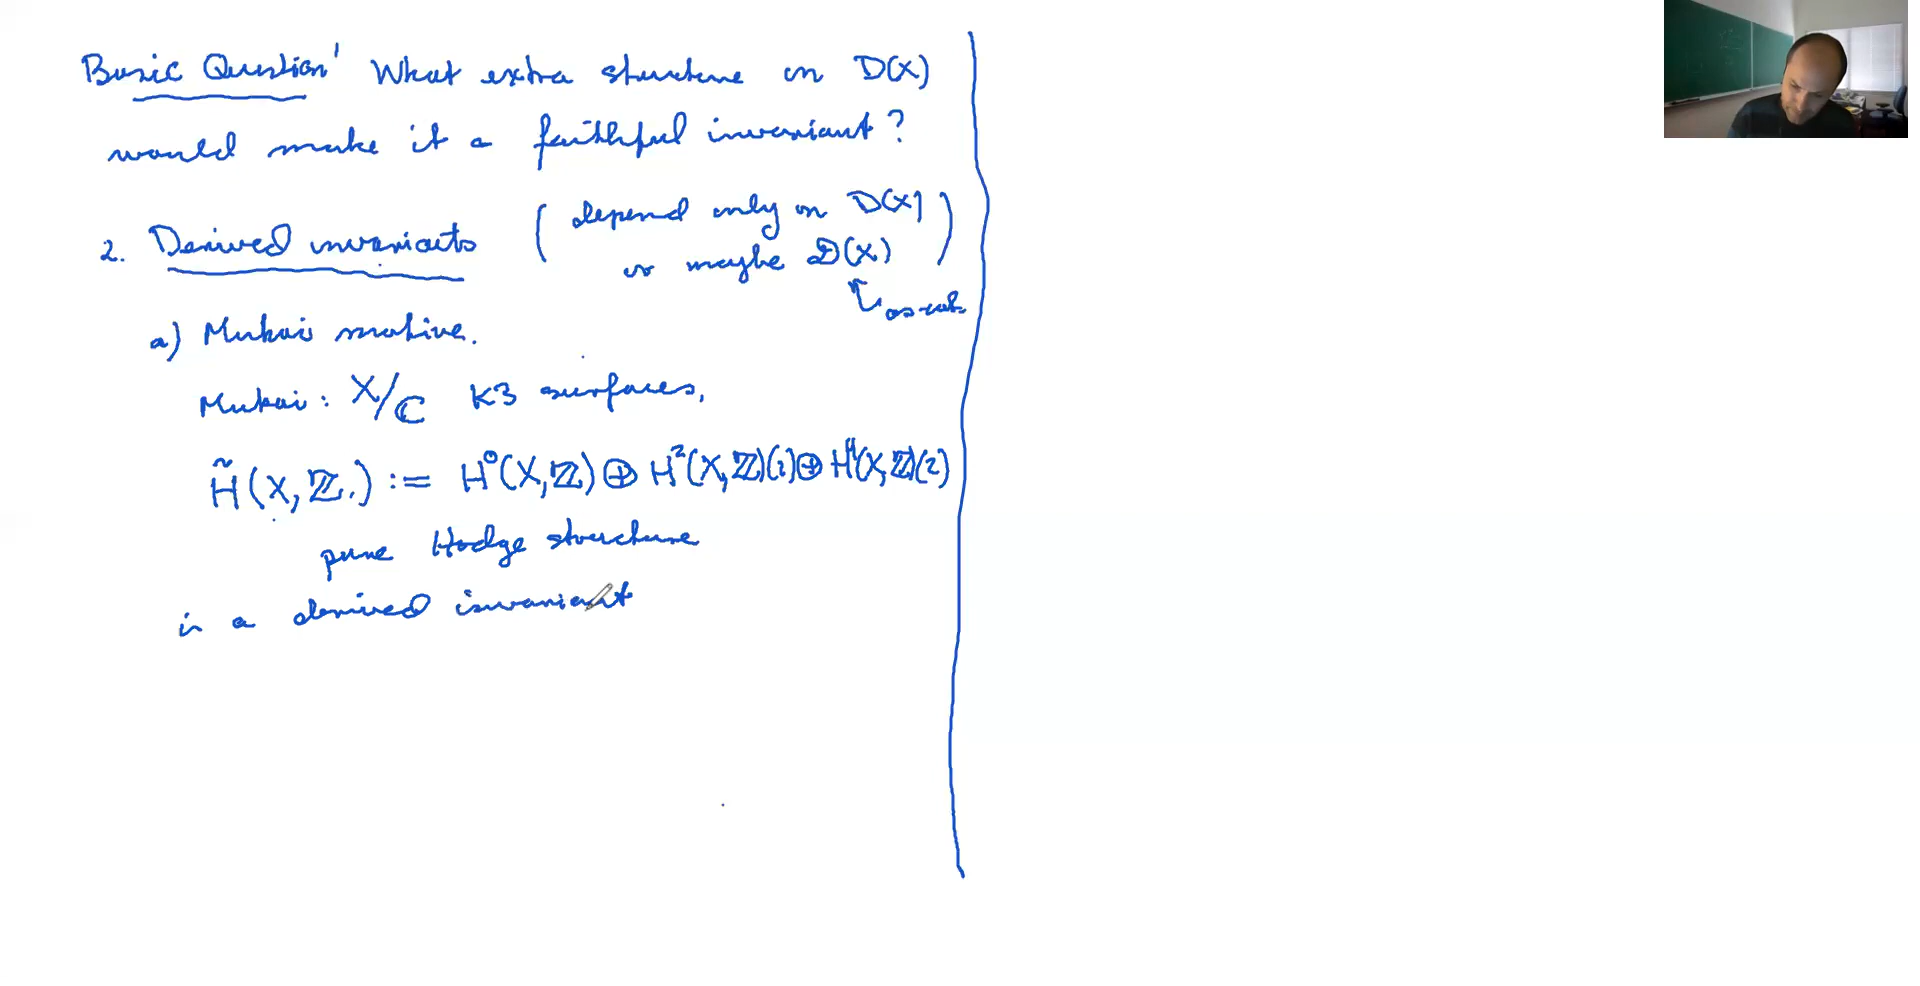 Basic Question' What extra structure on D(X)
would make it a faithful invariant?
2. Derived invariants ( depend only on D(X)
or maybe 𝒟(X) )
↑ ∞-cat.
a) Mukai motive.
Mukai: X/ℂ K3 surfaces,
H̃(X,ℤ) := H⁰(X,ℤ) ⊕ H²(X,ℤ)(1) ⊕ H⁴(X,ℤ)(2)
pure Hodge structure
is a derived invariant